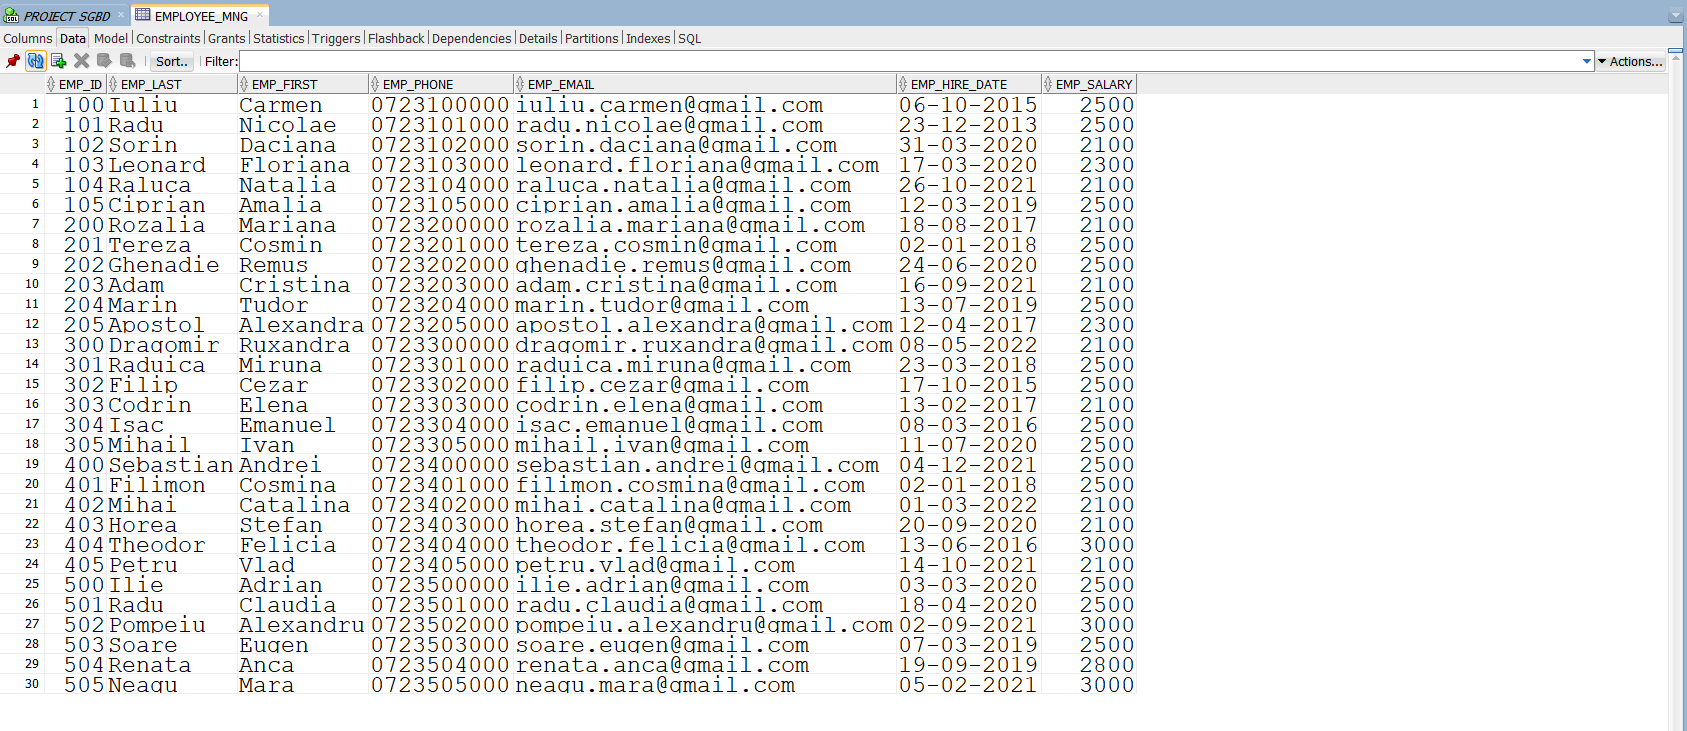 PROIECT SGBD × EMPLOYEE_MNG ×
Columns Data Model Constraints Grants Statistics Triggers Flashback Dependencies Details Partitions Indexes SQL
Sort.. Filter: Actions...
EMP_ID EMP_LAST EMP_FIRST EMP_PHONE EMP_EMAIL EMP_HIRE_DATE EMP_SALARY
1 100 Iuliu Carmen 0723100000 iuliu.carmen@gmail.com 06-10-2015 2500
2 101 Radu Nicolae 0723101000 radu.nicolae@gmail.com 23-12-2013 2500
3 102 Sorin Daciana 0723102000 sorin.daciana@gmail.com 31-03-2020 2100
4 103 Leonard Floriana 0723103000 leonard.floriana@gmail.com 17-03-2020 2300
5 104 Raluca Natalia 0723104000 raluca.natalia@gmail.com 26-10-2021 2100
6 105 Ciprian Amalia 0723105000 ciprian.amalia@gmail.com 12-03-2019 2500
7 200 Rozalia Mariana 0723200000 rozalia.mariana@gmail.com 18-08-2017 2100
8 201 Tereza Cosmin 0723201000 tereza.cosmin@gmail.com 02-01-2018 2500
9 202 Ghenadie Remus 0723202000 ghenadie.remus@gmail.com 24-06-2020 2500
10 203 Adam Cristina 0723203000 adam.cristina@gmail.com 16-09-2021 2100
11 204 Marin Tudor 0723204000 marin.tudor@gmail.com 13-07-2019 2500
12 205 Apostol Alexandra 0723205000 apostol.alexandra@gmail.com 12-04-2017 2300
13 300 Dragomir Ruxandra 0723300000 dragomir.ruxandra@gmail.com 08-05-2022 2100
14 301 Raduica Miruna 0723301000 raduica.miruna@gmail.com 23-03-2018 2500
15 302 Filip Cezar 0723302000 filip.cezar@gmail.com 17-10-2015 2500
16 303 Codrin Elena 0723303000 codrin.elena@gmail.com 13-02-2017 2100
17 304 Isac Emanuel 0723304000 isac.emanuel@gmail.com 08-03-2016 2500
18 305 Mihail Ivan 0723305000 mihail.ivan@gmail.com 11-07-2020 2500
19 400 Sebastian Andrei 0723400000 sebastian.andrei@gmail.com 04-12-2021 2500
20 401 Filimon Cosmina 0723401000 filimon.cosmina@gmail.com 02-01-2018 2500
21 402 Mihai Catalina 0723402000 mihai.catalina@gmail.com 01-03-2022 2100
22 403 Horea Stefan 0723403000 horea.stefan@gmail.com 20-09-2020 2100
23 404 Theodor Felicia 0723404000 theodor.felicia@gmail.com 13-06-2016 3000
24 405 Petru Vlad 0723405000 petru.vlad@gmail.com 14-10-2021 2100
25 500 Ilie Adrian 0723500000 ilie.adrian@gmail.com 03-03-2020 2500
26 501 Radu Claudia 0723501000 radu.claudia@gmail.com 18-04-2020 2500
27 502 Pompeiu Alexandru 0723502000 pompeiu.alexandru@gmail.com 02-09-2021 3000
28 503 Soare Eugen 0723503000 soare.eugen@gmail.com 07-03-2019 2500
29 504 Renata Anca 0723504000 renata.anca@gmail.com 19-09-2019 2800
30 505 Neagu Mara 0723505000 neagu.mara@gmail.com 05-02-2021 3000